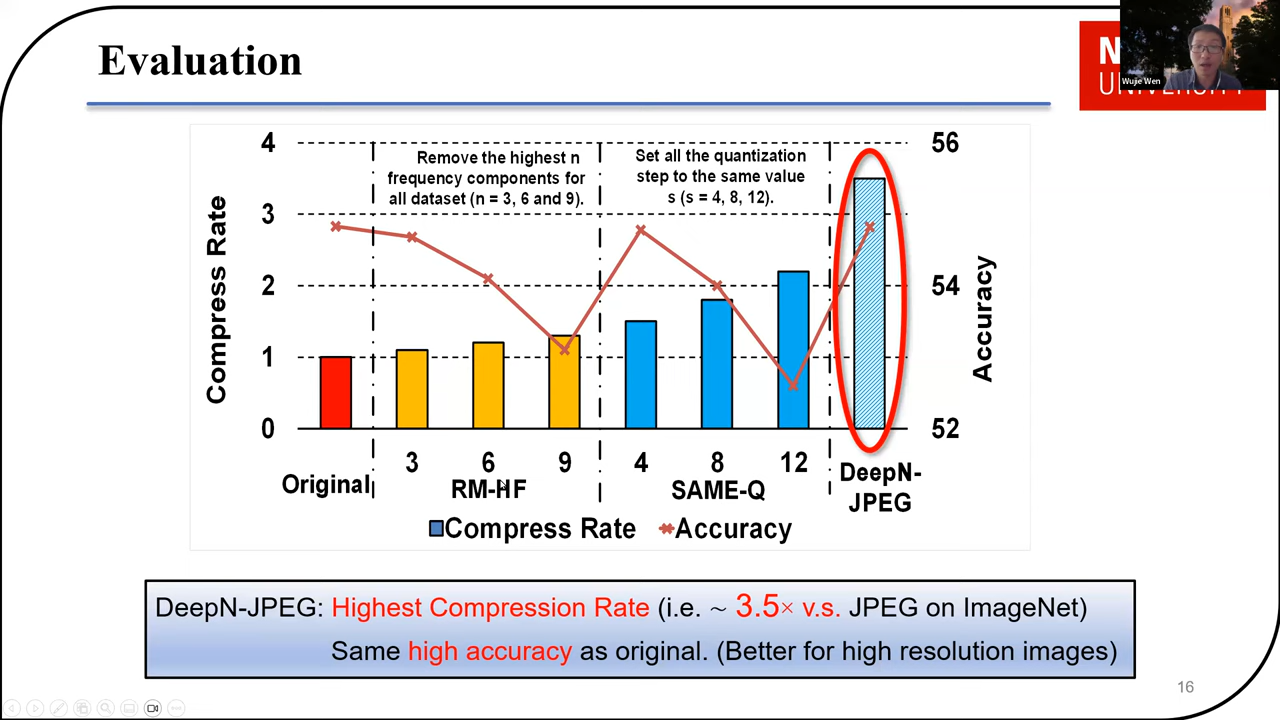 Evaluation
N
UNIVERSITY
Wujie Wen
4
3
2
1
0
Compress Rate
Remove the highest n
frequency components for
all dataset (n = 3, 6 and 9).
Set all the quantization
step to the same value
s (s = 4, 8, 12).
56
54
52
Accuracy
Original
3 6 9
RM-HF
4 8 12
SAME-Q
DeepN-
JPEG
Compress Rate Accuracy
DeepN-JPEG: Highest Compression Rate (i.e. ~ 3.5× v.s. JPEG on ImageNet)
Same high accuracy as original. (Better for high resolution images)
16